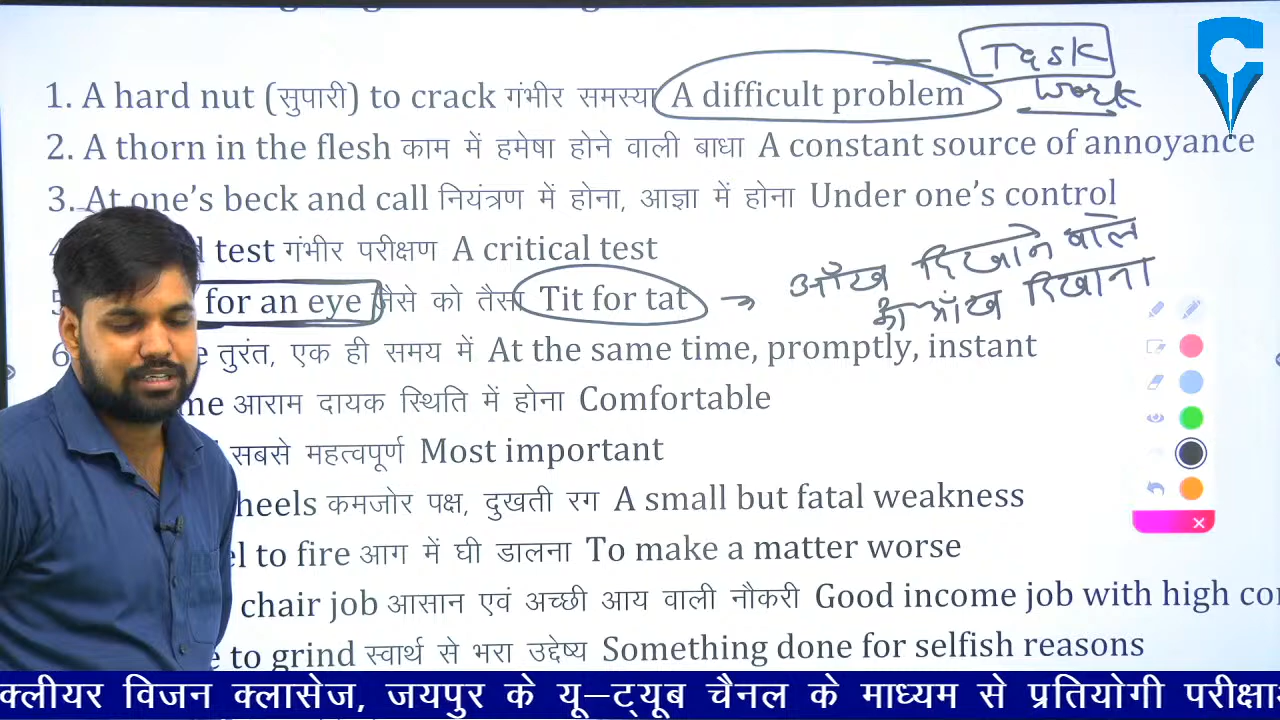 Task
work
1. A hard nut (सुपारी) to crack गंभीर समस्या A difficult problem
2. A thorn in the flesh काम में हमेषा होने वाली बाधा A constant source of annoyance
3. At one's beck and call नियंत्रण में होना, आज्ञा में होना Under one's control
test गंभीर परीक्षण A critical test
for an eye जैसे को तैसा Tit for tat
आँख दिखाने वाले
को आँख दिखाना
6 तुरंत, एक ही समय में At the same time, promptly, instant
आराम दायक स्थिति में होना Comfortable
सबसे महत्वपूर्ण Most important
heels कमजोर पक्ष, दुखती रग A small but fatal weakness
to fire आग में घी डालना To make a matter worse
chair job आसान एवं अच्छी आय वाली नौकरी Good income job with high
to grind स्वार्थ से भरा उद्देष्य Something done for selfish reasons
क्लीयर विजन क्लासेज, जयपुर के यू–ट्यूब चैनल के माध्यम से प्रतियोगी